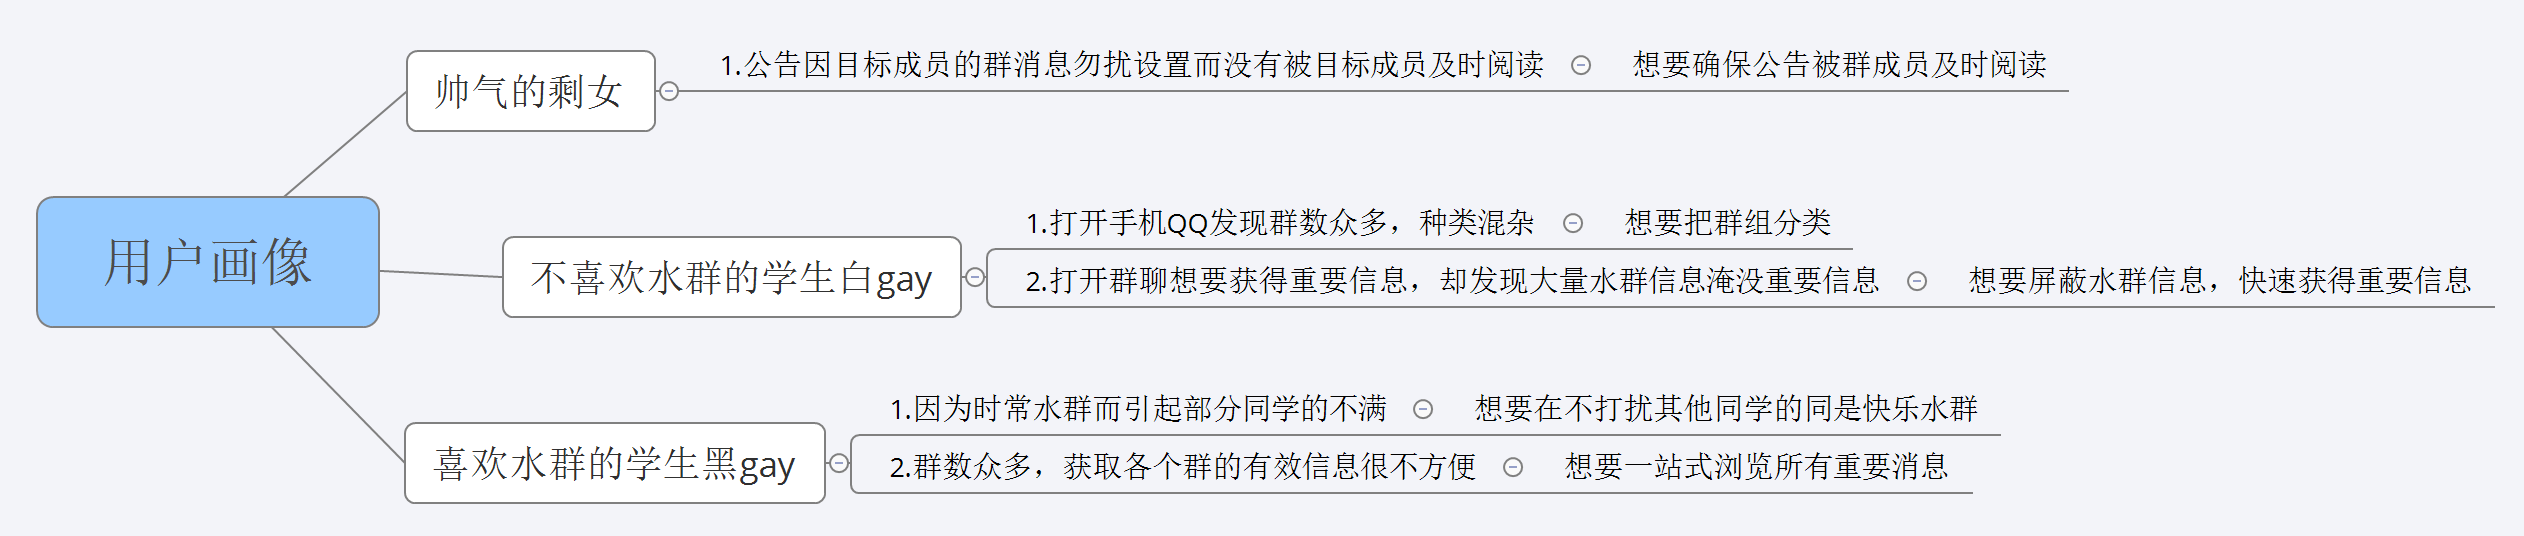 用户画像
帅气的剩女
1.公告因目标成员的群消息勿扰设置而没有被目标成员及时阅读
想要确保公告被群成员及时阅读
不喜欢水群的学生白gay
1.打开手机QQ发现群数众多，种类混杂
想要把群组分类
2.打开群聊想要获得重要信息，却发现大量水群信息淹没重要信息
想要屏蔽水群信息，快速获得重要信息
喜欢水群的学生黑gay
1.因为时常水群而引起部分同学的不满
想要在不打扰其他同学的同是快乐水群
2.群数众多，获取各个群的有效信息很不方便
想要一站式浏览所有重要消息